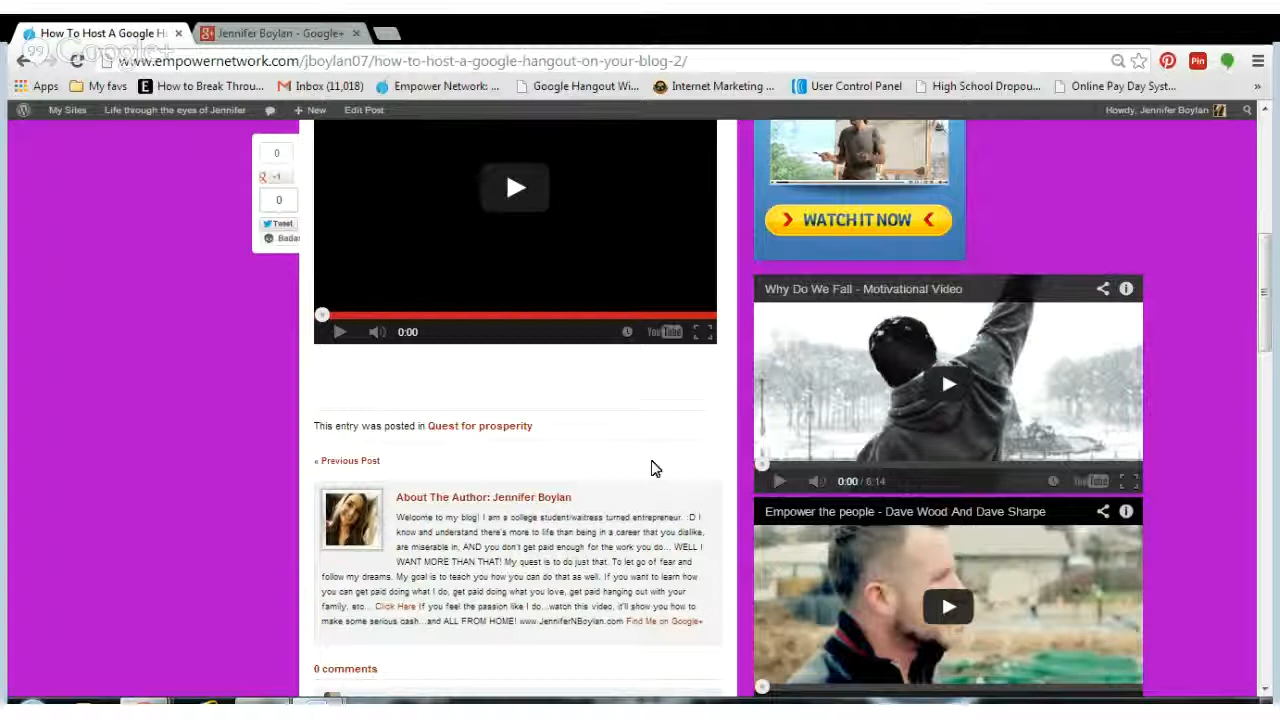 How To Host A Google H
Jennifer Boylan - Google+
Google+
www.empowernetwork.com/jboylan07/how-to-host-a-google-hangout-on-your-blog-2/
Pin
Apps
My favs
How to Break Throu...
Inbox (11,018)
Empower Network: ...
Google Hangout Wi...
Internet Marketing ...
User Control Panel
High School Dropou...
Online Pay Day Syst...
»
My Sites
Life through the eyes of Jennifer
+ New
Edit Post
Howdy, Jennifer Boylan
0
+1
0
Tweet
Badas
0:00
YouTube
This entry was posted in Quest for prosperity
« Previous Post
About The Author: Jennifer Boylan
Welcome to my blog! I am a college student/waitress turned entrepreneur. :D I
know and understand there's more to life than being in a career that you dislike,
are miserable in, AND you don't get paid enough for the work you do... WELL I
WANT MORE THAN THAT! My quest is to do just that. To let go of fear and
follow my dreams. My goal is to teach you how you can do that as well. If you want to learn how
you can get paid doing what I do, get paid doing what you love, get paid hanging out with your
family, etc... Click Here If you feel the passion like I do...watch this video, it'll show you how to
make some serious cash...and ALL FROM HOME! www.JenniferNBoylan.com Find Me on Google+
0 comments
WATCH IT NOW
Why Do We Fall - Motivational Video
0:00 / 6:14
YouTube
Empower the people - Dave Wood And Dave Sharpe